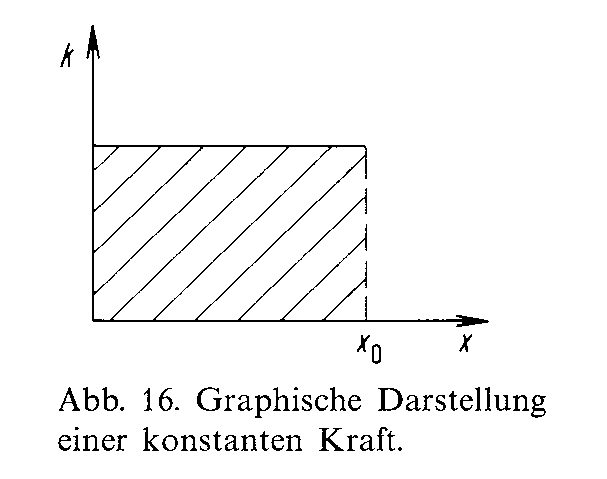 k
x₀ x
Abb. 16. Graphische Darstellung
einer konstanten Kraft.